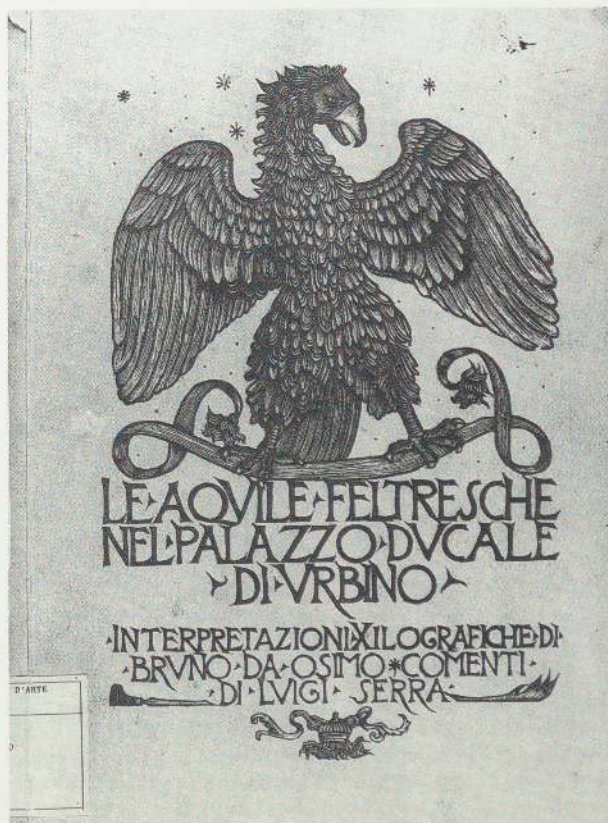 LE·AQVILE·FELTRESCHE
NEL·PALAZZO·DVCALE
DI·VRBINO
·INTERPRETAZIONI·XILOGRAFICHE·DI·
BRVNO·DA·OSIMO*COMENTI·
·DI·LVIGI·SERRA·
D'ARTE